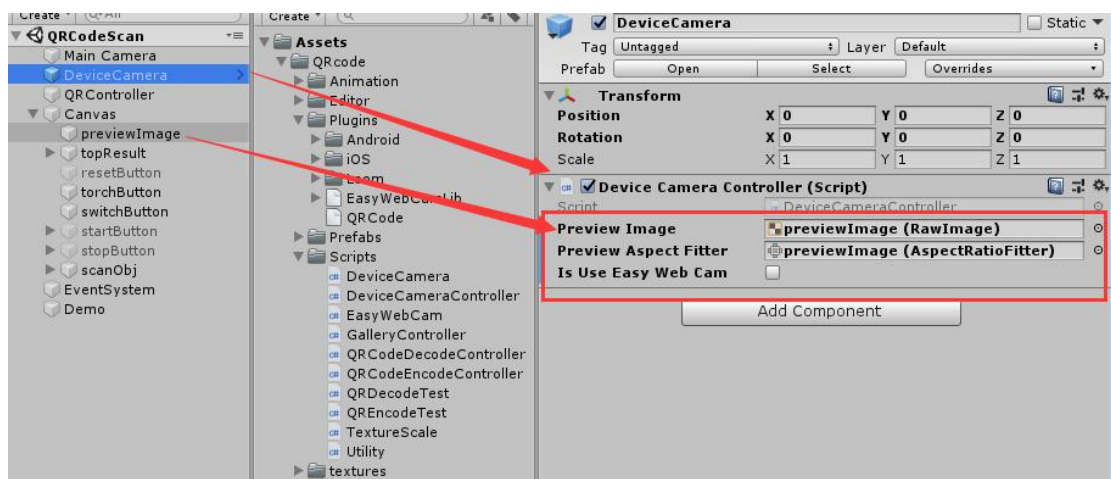 Create
QrAll
QRCodeScan
Main Camera
DeviceCamera
QRController
Canvas
previewImage
topResult
resetButton
torchButton
switchButton
startButton
stopButton
scanObj
EventSystem
Demo
Create
Assets
QRcode
Animation
Editor
Plugins
Android
iOS
Loom
EasyWebCamLib
QRCode
Prefabs
Scripts
DeviceCamera
DeviceCameraController
EasyWebCam
GalleryController
QRCodeDecodeController
QRCodeEncodeController
QRDecodeTest
QREncodeTest
TextureScale
Utility
textures
DeviceCamera Static
Tag Untagged Layer Default
Prefab Open Select Overrides
Transform
Position X 0 Y 0 Z 0
Rotation X 0 Y 0 Z 0
Scale X 1 Y 1 Z 1
Device Camera Controller (Script)
Script DeviceCameraController
Preview Image previewImage (RawImage)
Preview Aspect Fitter previewImage (AspectRatioFitter)
Is Use Easy Web Cam
Add Component